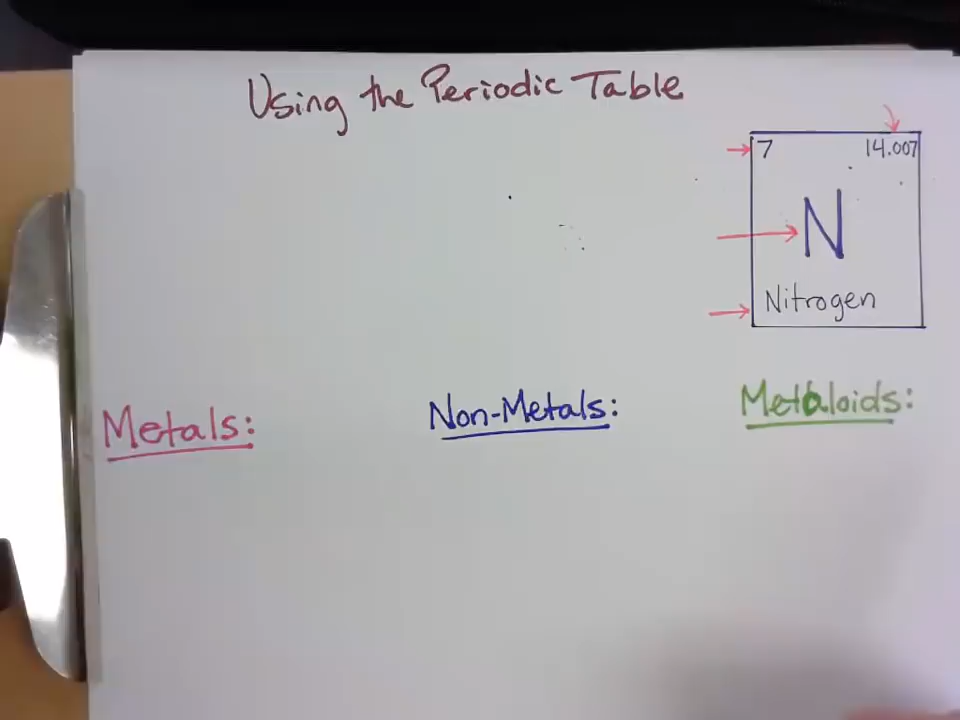 Using the Periodic Table
7 14.007
N
Nitrogen
Metals: Non-Metals: Metaloids: